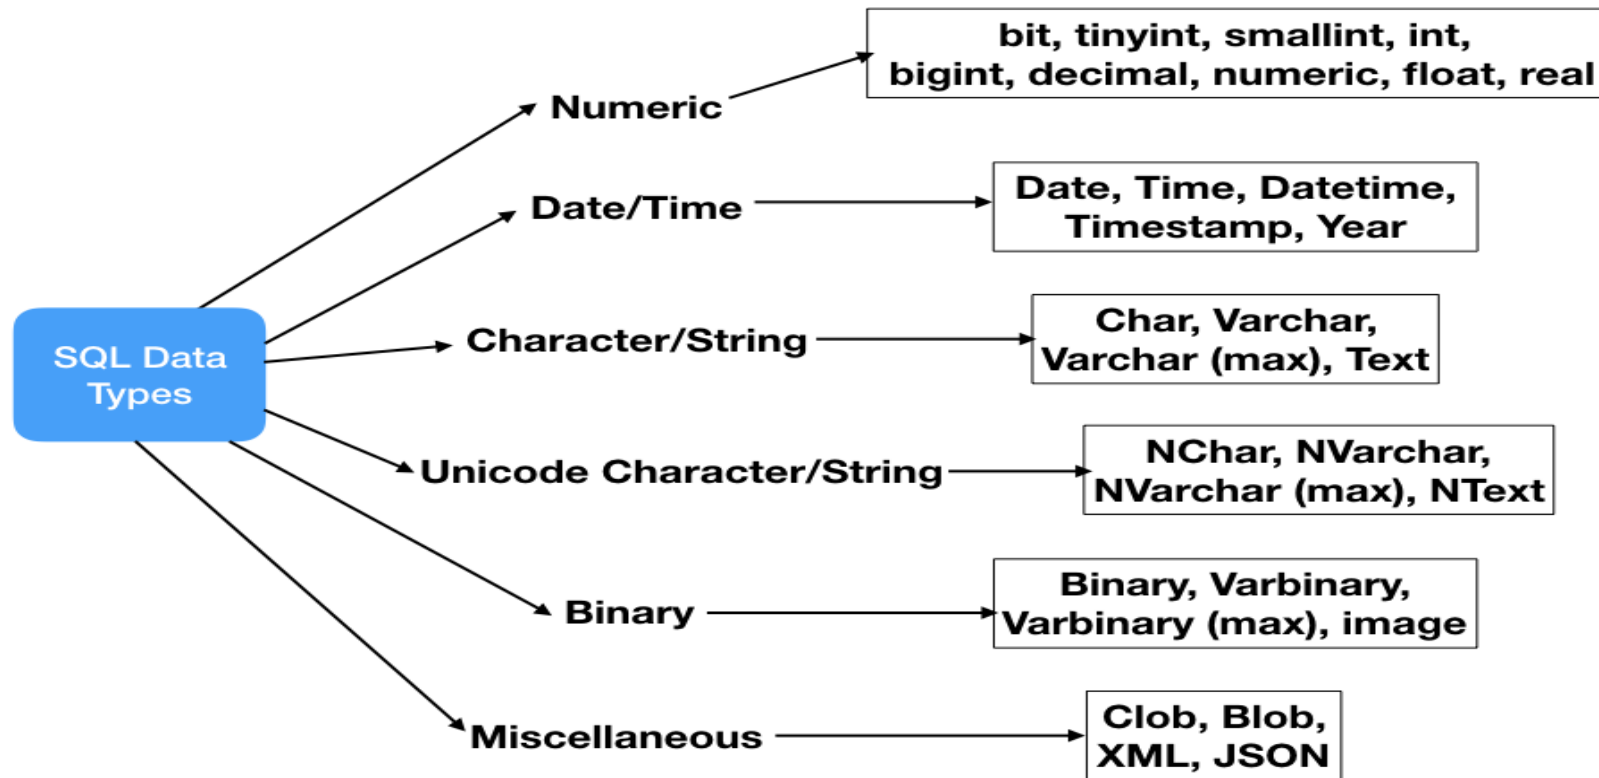 bit, tinyint, smallint, int,
bigint, decimal, numeric, float, real
Numeric
Date/Time
Date, Time, Datetime,
Timestamp, Year
SQL Data
Types
Character/String
Char, Varchar,
Varchar (max), Text
Unicode Character/String
NChar, NVarchar,
NVarchar (max), NText
Binary
Binary, Varbinary,
Varbinary (max), image
Miscellaneous
Clob, Blob,
XML, JSON